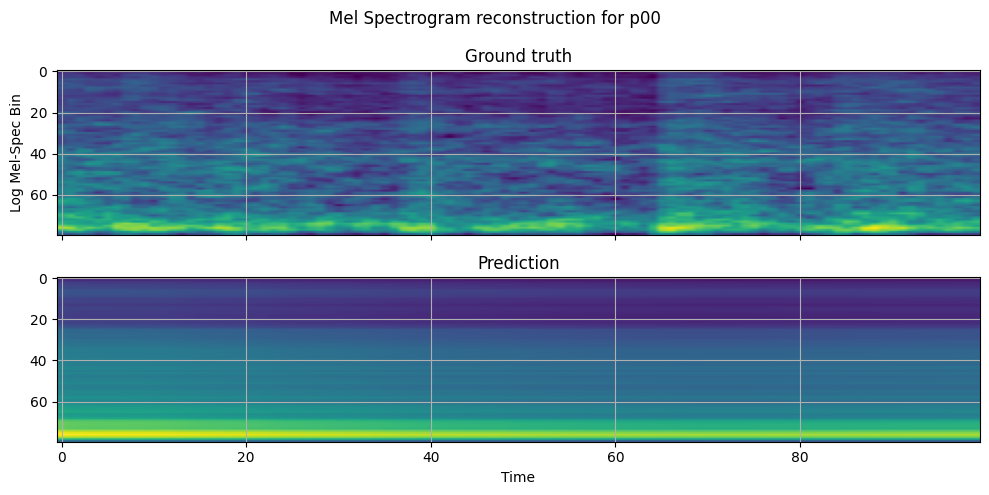 Mel Spectrogram reconstruction for p00
Ground truth
0
20
40
60
Log Mel-Spec Bin
Prediction
0
20
40
60
0 20 40 60 80
Time